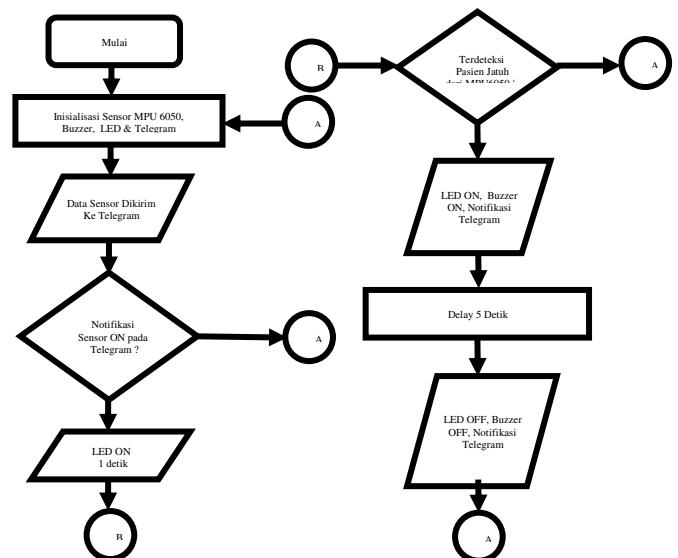 Mulai
Inisialisasi Sensor MPU 6050,
Buzzer, LED & Telegram
A
Data Sensor Dikirim
Ke Telegram
Notifikasi
Sensor ON pada
Telegram ?
A
LED ON
1 detik
B
B
Terdeteksi
Pasien Jatuh
dari MPU6050 ?
A
LED ON, Buzzer
ON, Notifikasi
Telegram
Delay 5 Detik
LED OFF, Buzzer
OFF, Notifikasi
Telegram
A